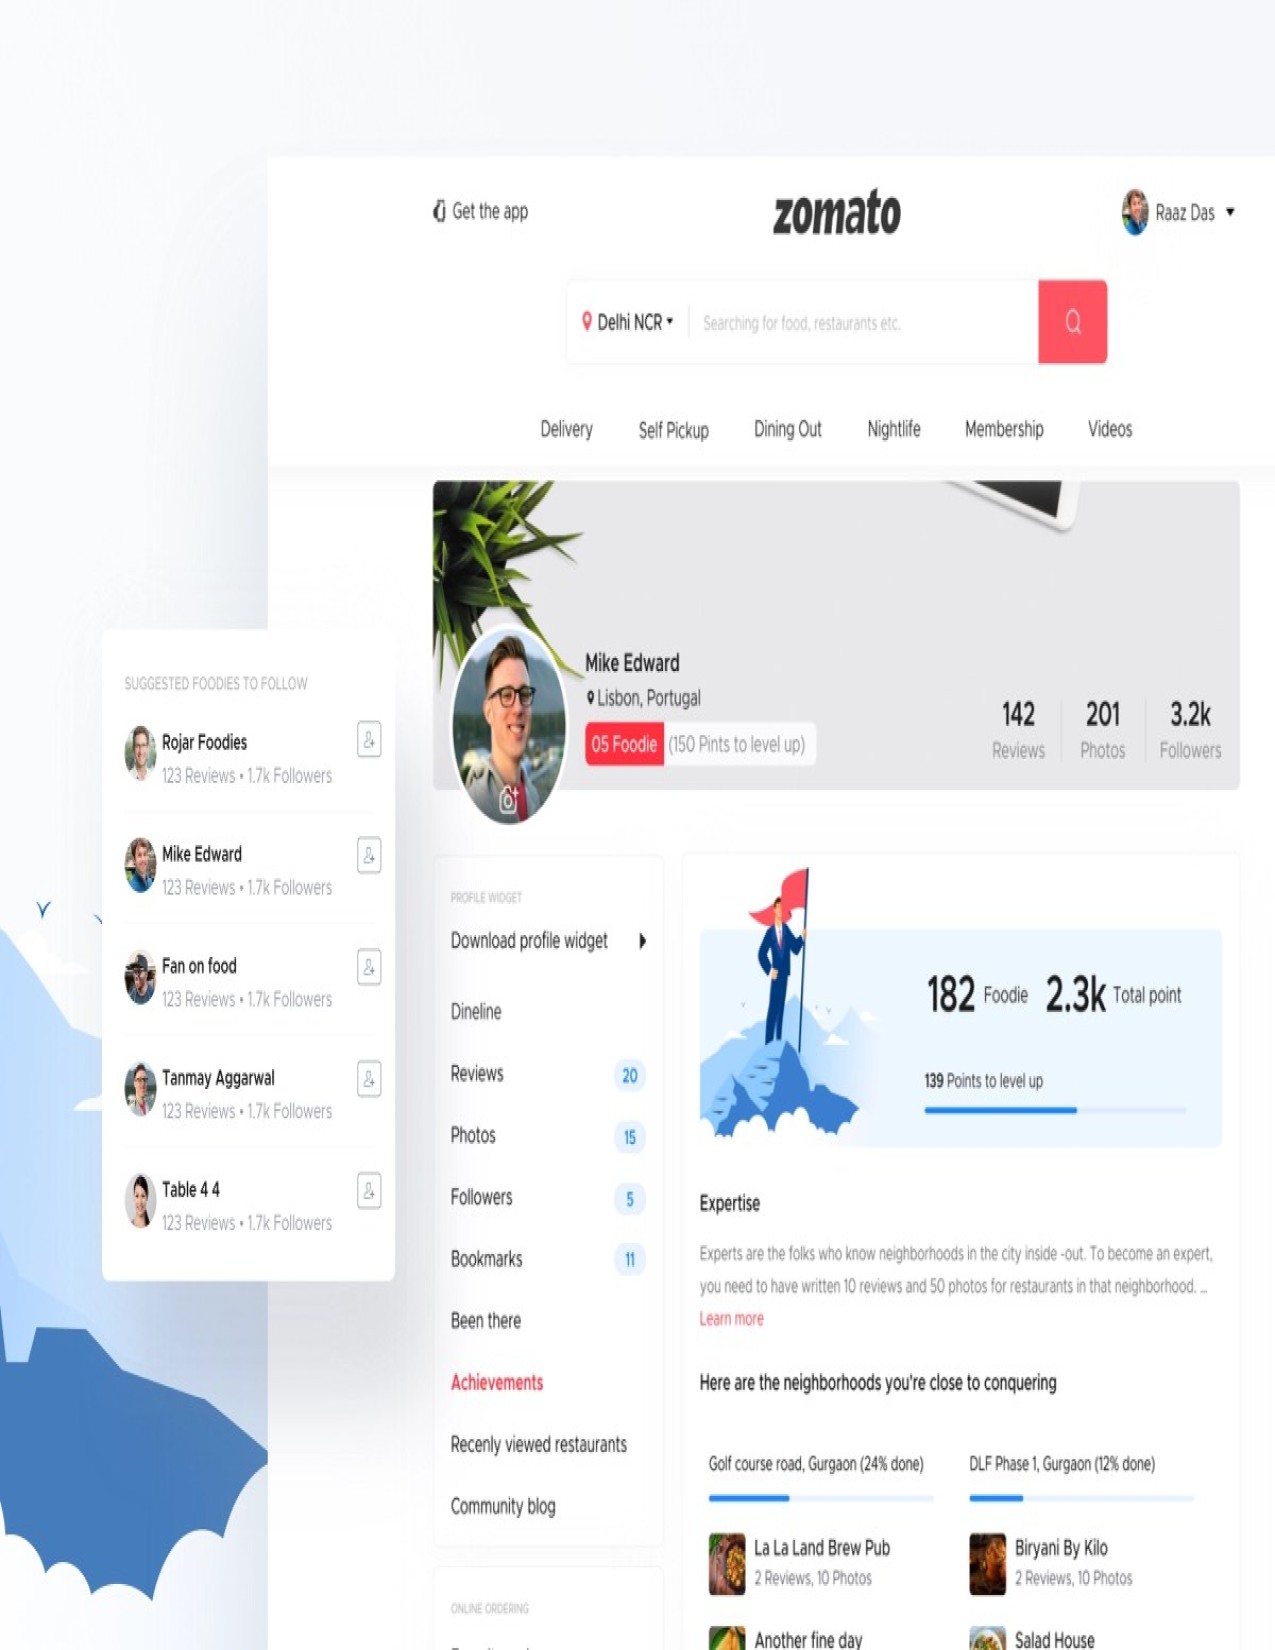 Get the app
zomato
Raaz Das
Delhi NCR
Searching for food, restaurants etc.
Delivery
Self Pickup
Dining Out
Nightlife
Membership
Videos
Mike Edward
Lisbon, Portugal
05 Foodie (150 Pints to level up)
142
Reviews
201
Photos
3.2k
Followers
SUGGESTED FOODIES TO FOLLOW
Rojar Foodies
123 Reviews • 1.7k Followers
Mike Edward
123 Reviews • 1.7k Followers
Fan on food
123 Reviews • 1.7k Followers
Tanmay Aggarwal
123 Reviews • 1.7k Followers
Table 4 4
123 Reviews • 1.7k Followers
PROFILE WIDGET
Download profile widget
Dineline
Reviews 20
Photos 15
Followers 5
Bookmarks 11
Been there
Achievements
Recenly viewed restaurants
Community blog
ONLINE ORDERING
182 Foodie 2.3k Total point
139 Points to level up
Expertise
Experts are the folks who know neighborhoods in the city inside -out. To become an expert,
you need to have written 10 reviews and 50 photos for restaurants in that neighborhood. ...
Learn more
Here are the neighborhoods you're close to conquering
Golf course road, Gurgaon (24% done)
La La Land Brew Pub
2 Reviews, 10 Photos
Another fine day
DLF Phase 1, Gurgaon (12% done)
Biryani By Kilo
2 Reviews, 10 Photos
Salad House